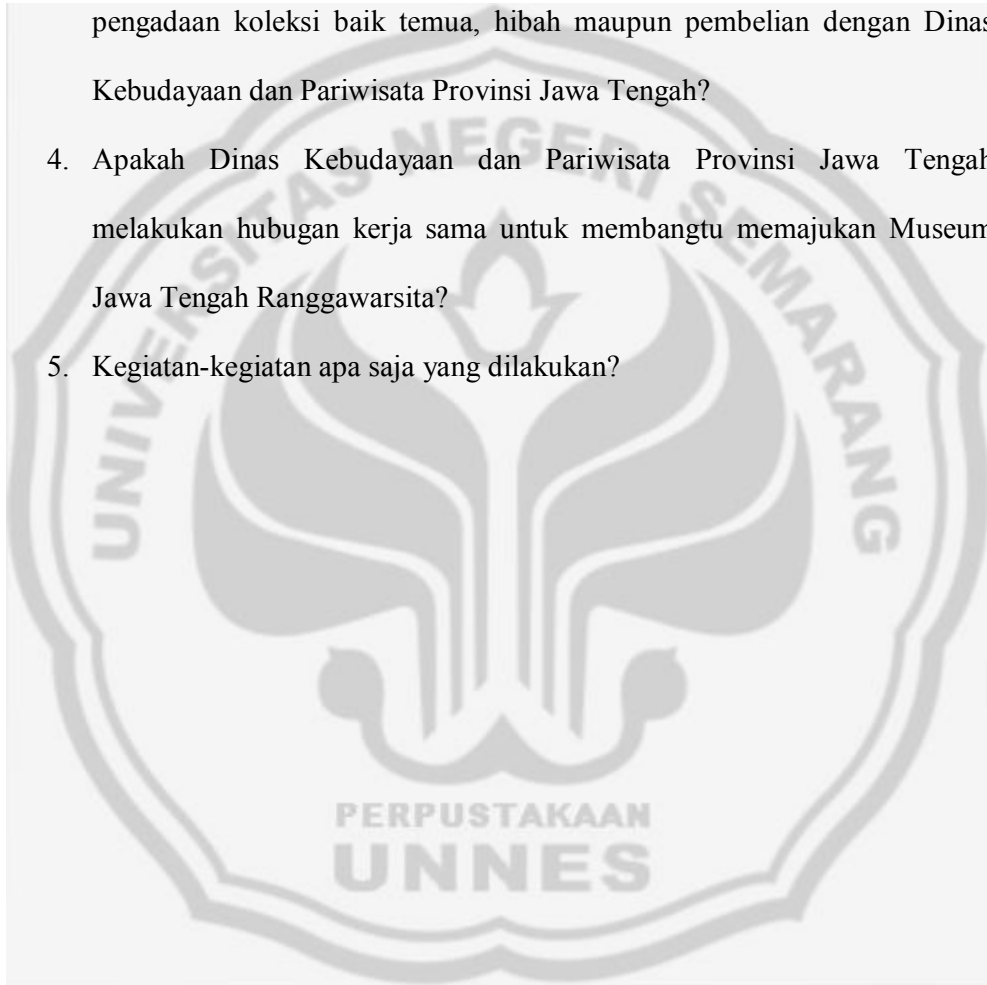 pengadaan koleksi baik temua, hibah maupun pembelian dengan Dinas
Kebudayaan dan Pariwisata Provinsi Jawa Tengah?
4. Apakah Dinas Kebudayaan dan Pariwisata Provinsi Jawa Tengah
melakukan hubugan kerja sama untuk membangtu memajukan Museum
Jawa Tengah Ranggawarsita?
5. Kegiatan-kegiatan apa saja yang dilakukan?
UNIVERSITAS NEGERI SEMARANG
PERPUSTAKAAN
UNNES